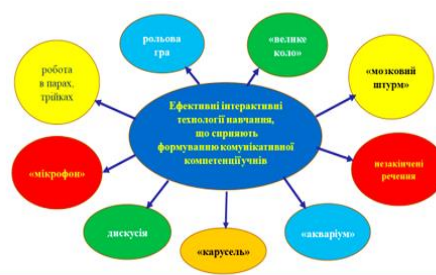 рольова
гра
«велике
коло»
робота
в парах,
трійках
«мозковий
штурм»
Ефективні інтерактивні
технології навчання,
що сприяють
формуванню комунікативної
компетенції учнів
«мікрофон»
незакінчені
речення
дискусія
«карусель»
«акваріум»